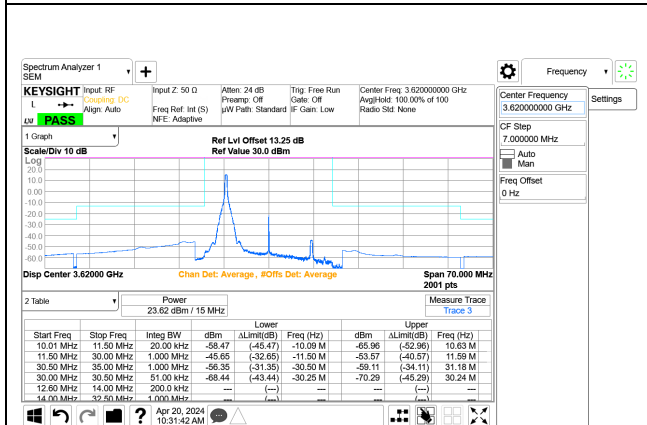 Spectrum Analyzer 1
SEM
+
Frequency
KEYSIGHT Input: RF Input Z: 50 Ω Atten: 24 dB Trig: Free Run Center Freq: 3.620000000 GHz
L Coupling: DC Preamp: Off Gate: Off Avg|Hold: 100.00% of 100
Align: Auto Freq Ref: Int (S) µW Path: Standard IF Gain: Low Radio Std: None
PASS NFE: Adaptive
Center Frequency
3.620000000 GHz
Settings
CF Step
7.000000 MHz
Auto
Man
Freq Offset
0 Hz
1 Graph
Scale/Div 10 dB
Ref Lvl Offset 13.25 dB
Ref Value 30.0 dBm
Log
20.0
10.0
0.00
-10.0
-20.0
-30.0
-40.0
-50.0
-60.0
Disp Center 3.62000 GHz Chan Det: Average , #Offs Det: Average Span 70.000 MHz
2001 pts
2 Table
Power
23.62 dBm / 15 MHz
Measure Trace
Trace 3
Lower Upper
Start Freq Stop Freq Integ BW dBm ΔLimit(dB) Freq (Hz) dBm ΔLimit(dB) Freq (Hz)
10.01 MHz 11.50 MHz 20.00 kHz -58.47 (-45.47) -10.09 M -65.96 (-52.96) 10.63 M
11.50 MHz 30.00 MHz 1.000 MHz -45.65 (-32.65) -11.50 M -53.57 (-40.57) 11.59 M
30.50 MHz 35.00 MHz 1.000 MHz -56.35 (-31.35) -30.50 M -59.11 (-34.11) 31.18 M
30.00 MHz 30.50 MHz 51.00 kHz -68.44 (-43.44) -30.25 M -70.29 (-45.29) 30.24 M
12.60 MHz 14.00 MHz 200.0 kHz --- (---) --- --- (---) ---
14.00 MHz 32.50 MHz 1.000 MHz --- (---) --- --- (---) ---
? Apr 20, 2024
10:31:42 AM